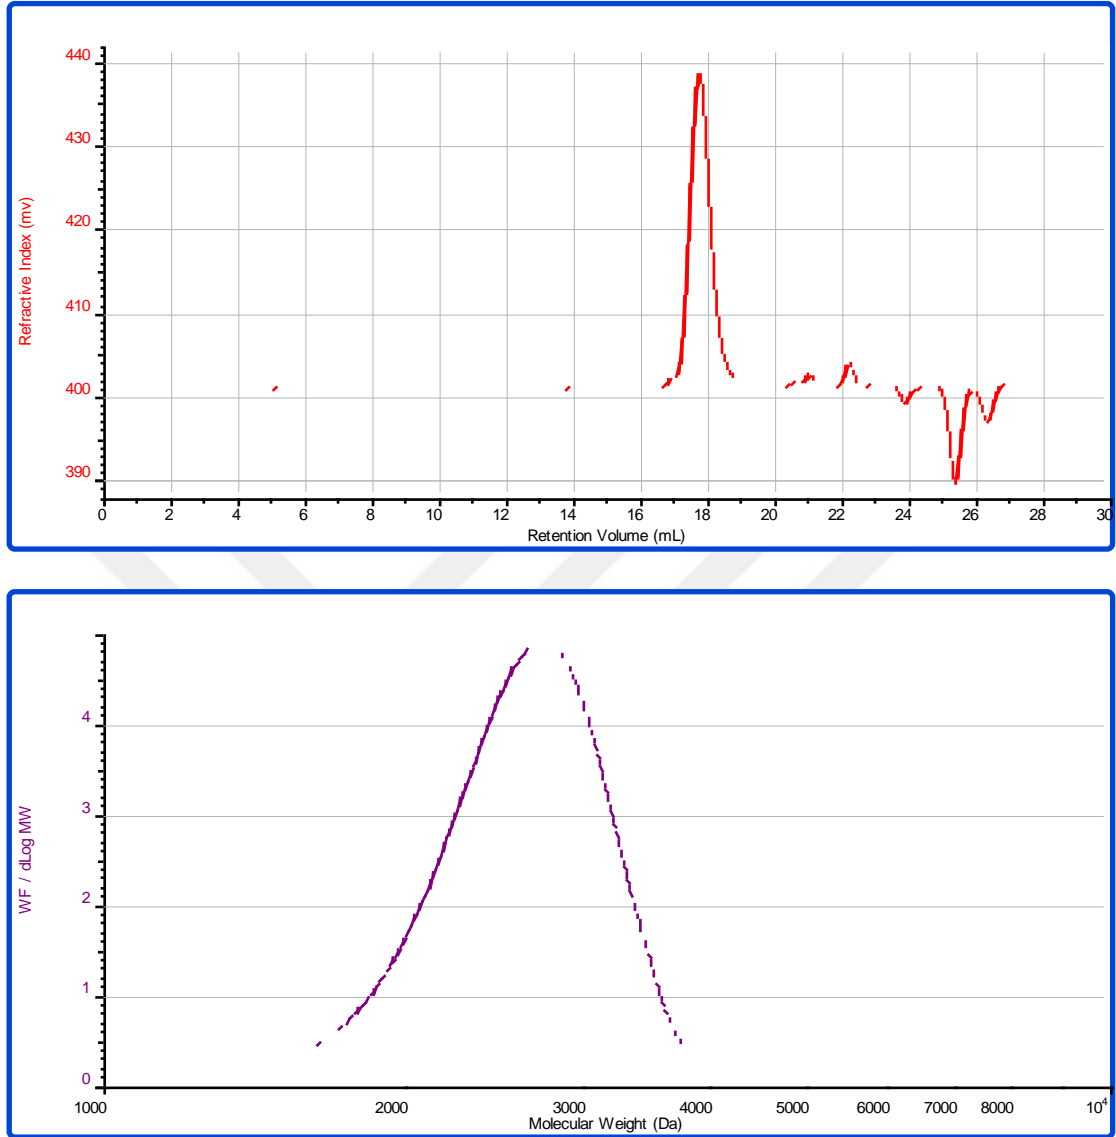 440
430
420
410
400
390
Refractive Index (mv)
0 2 4 6 8 10 12 14 16 18 20 22 24 26 28 30
Retention Volume (mL)
4
3
2
1
0
WF / dLog MW
1000 2000 3000 4000 5000 6000 7000 8000 10⁴
Molecular Weight (Da)